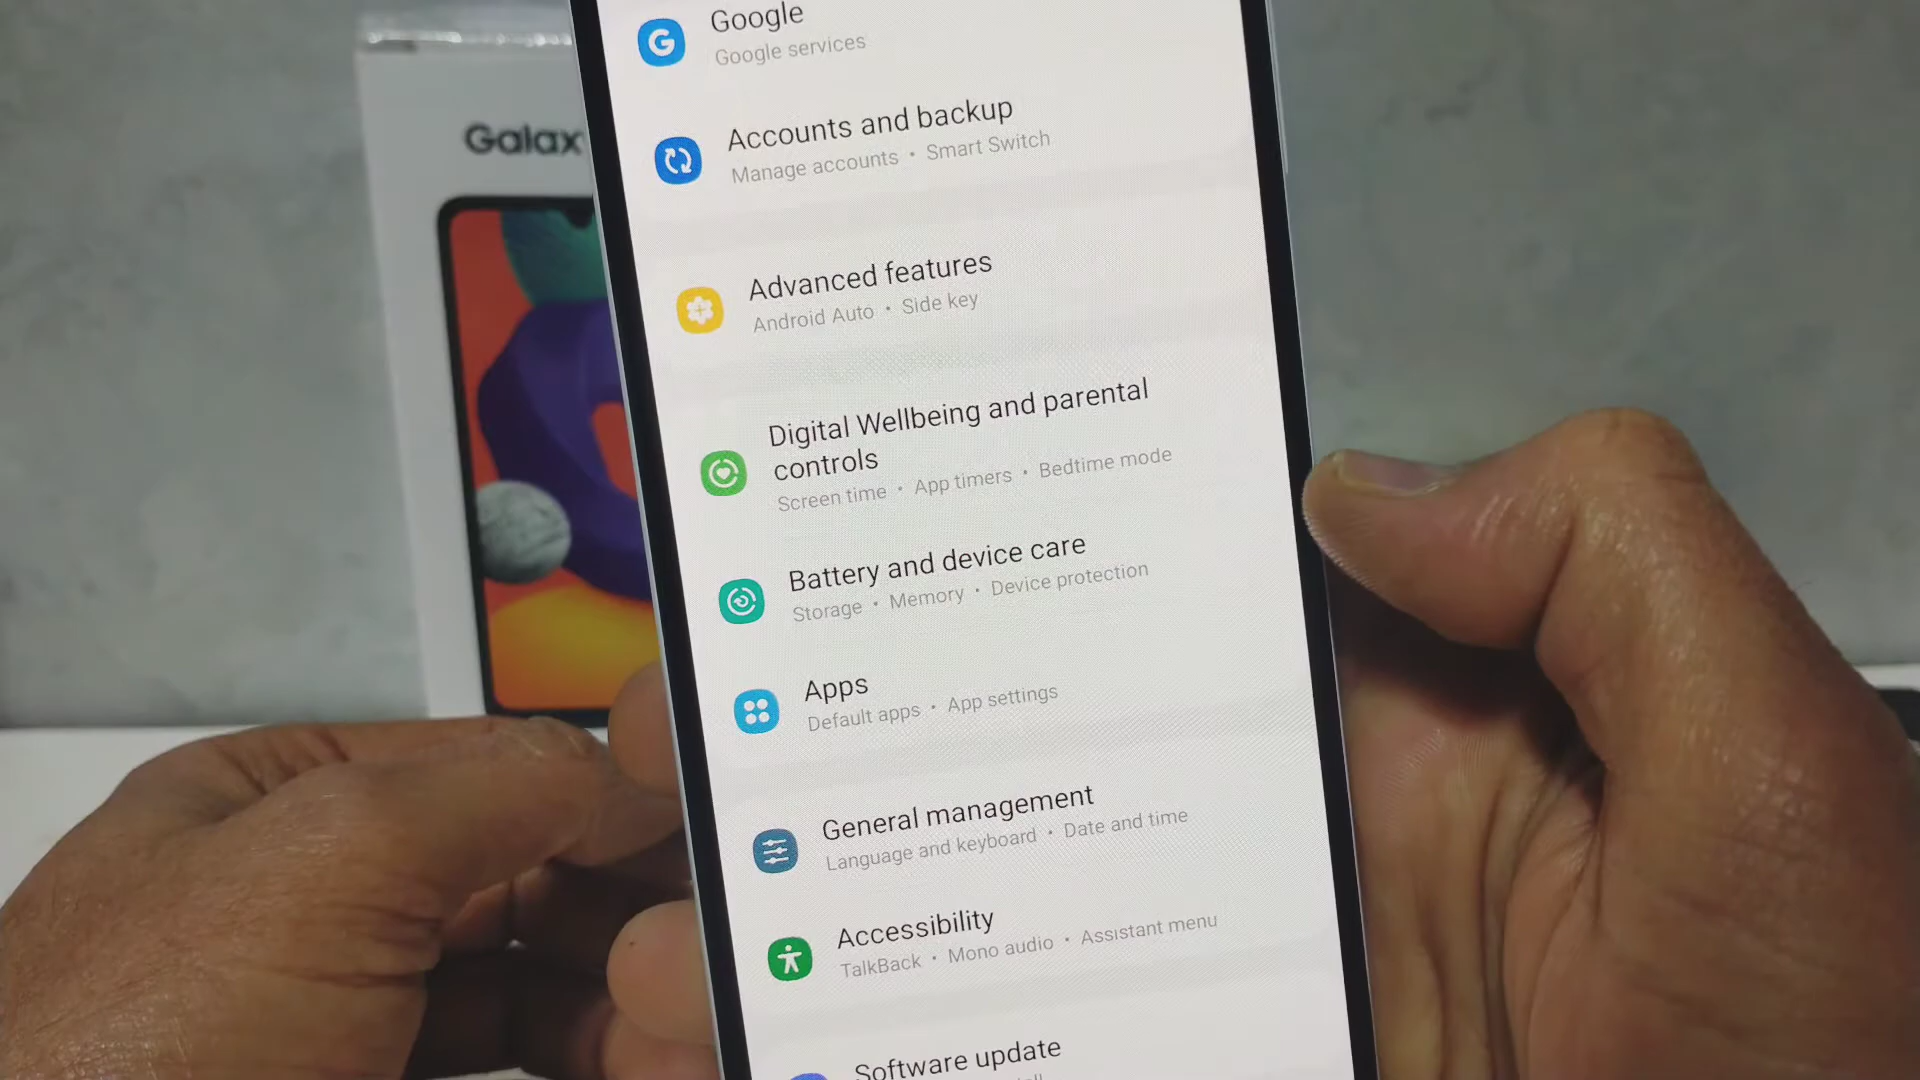 Galax
Google
Google services
Accounts and backup
Manage accounts • Smart Switch
Advanced features
Android Auto • Side key
Digital Wellbeing and parental
controls
Screen time • App timers • Bedtime mode
Battery and device care
Storage • Memory • Device protection
Apps
Default apps • App settings
General management
Language and keyboard • Date and time
Accessibility
TalkBack • Mono audio • Assistant menu
Software update